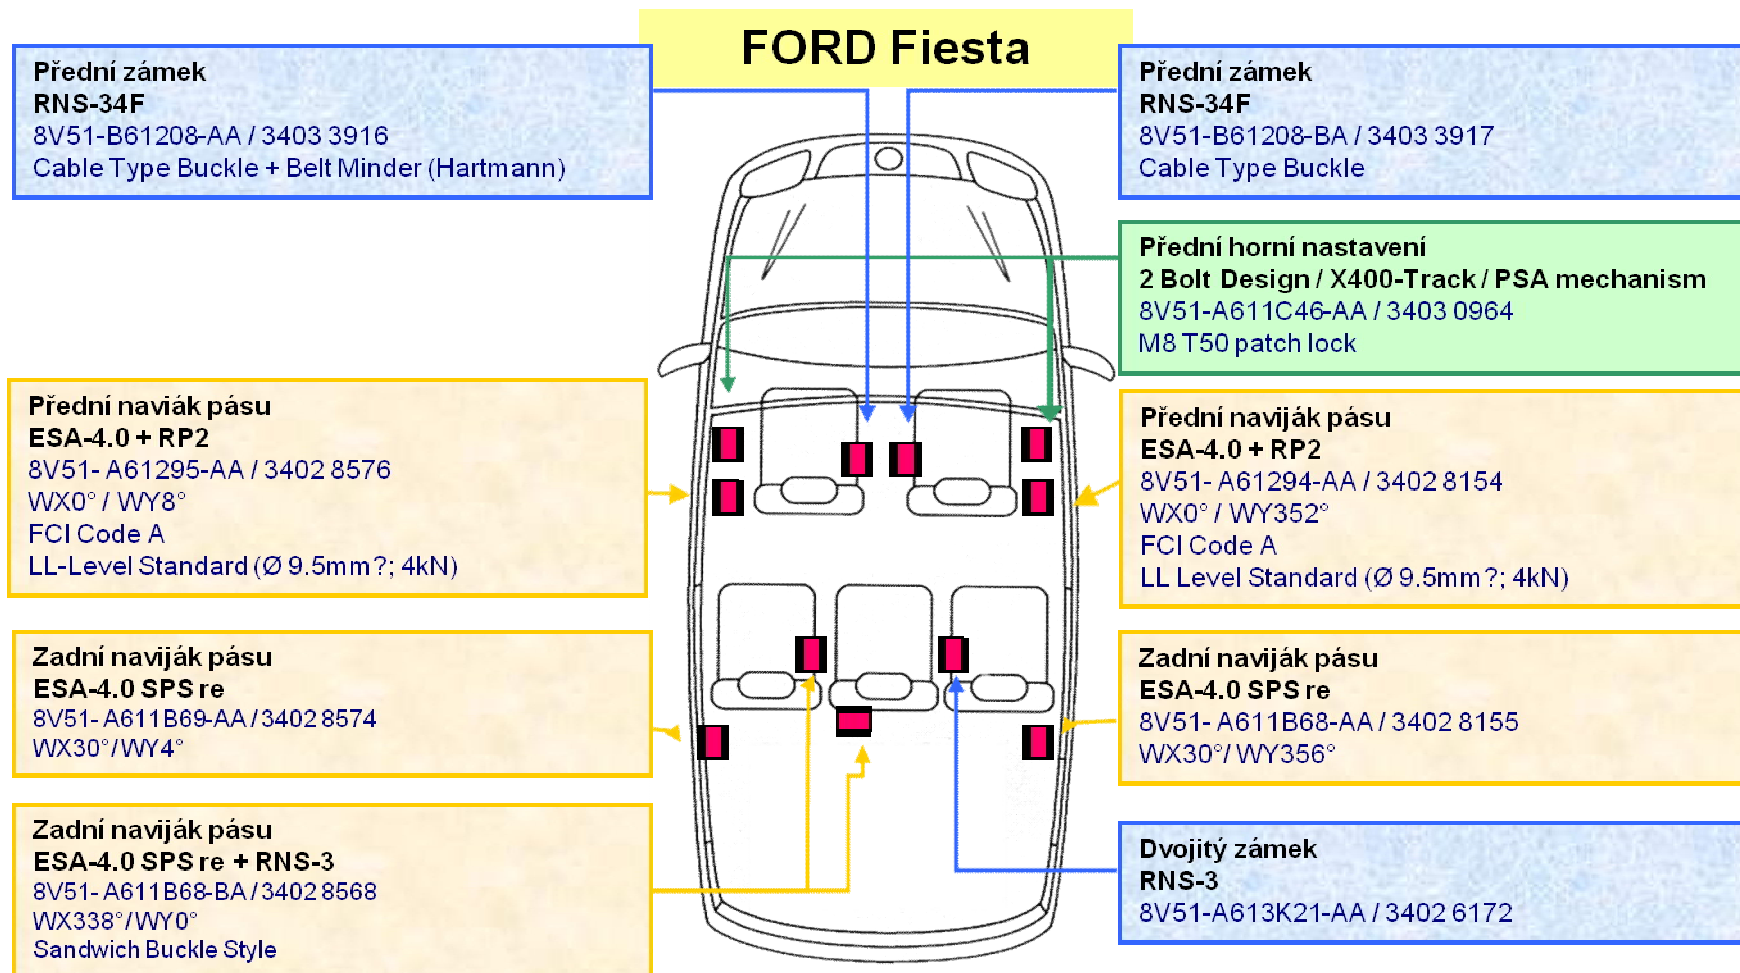 FORD Fiesta
Přední zámek
RNS-34F
8V51-B61208-AA / 3403 3916
Cable Type Buckle + Belt Minder (Hartmann)
Přední zámek
RNS-34F
8V51-B61208-BA / 3403 3917
Cable Type Buckle
Přední horní nastavení
2 Bolt Design / X400-Track / PSA mechanism
8V51-A611C46-AA / 3403 0964
M8 T50 patch lock
Přední naviák pásu
ESA-4.0 + RP2
8V51- A61295-AA / 3402 8576
WX0° / WY8°
FCI Code A
LL-Level Standard (Ø 9.5mm?; 4kN)
Přední naviják pásu
ESA-4.0 + RP2
8V51- A61294-AA / 3402 8154
WX0° / WY352°
FCI Code A
LL Level Standard (Ø 9.5mm?; 4kN)
Zadní naviják pásu
ESA-4.0 SPS re
8V51- A611B69-AA / 3402 8574
WX30°/WY4°
Zadní naviják pásu
ESA-4.0 SPS re
8V51- A611B68-AA / 3402 8155
WX30°/ WY356°
Zadní naviják pásu
ESA-4.0 SPS re + RNS-3
8V51- A611B68-BA / 3402 8568
WX338°/WY0°
Sandwich Buckle Style
Dvojitý zámek
RNS-3
8V51-A613K21-AA / 3402 6172